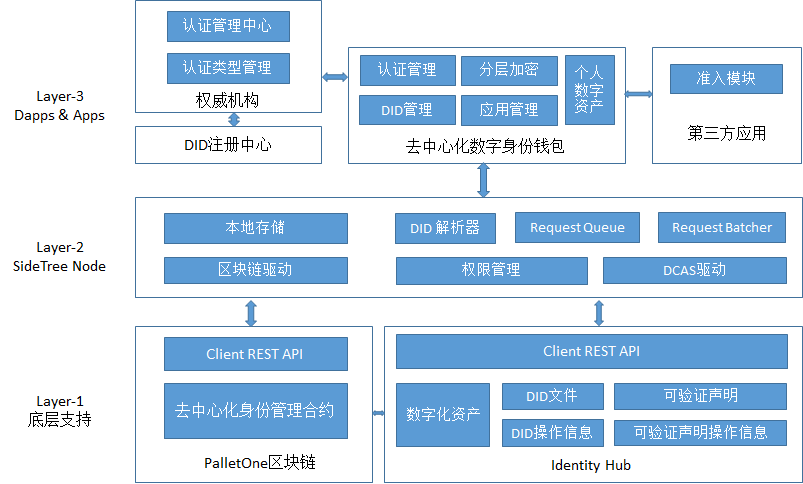 Layer-3
Dapps & Apps
认证管理中心
认证类型管理
权威机构
DID注册中心
认证管理
分层加密
DID管理
应用管理
个人
数字
资产
去中心化数字身份钱包
准入模块
第三方应用
Layer-2
SideTree Node
本地存储
DID 解析器
Request Queue
Request Batcher
区块链驱动
权限管理
DCAS驱动
Layer-1
底层支持
Client REST API
去中心化身份管理合约
PalletOne区块链
Client REST API
数字化资产
DID文件
可验证声明
DID操作信息
可验证声明操作信息
Identity Hub